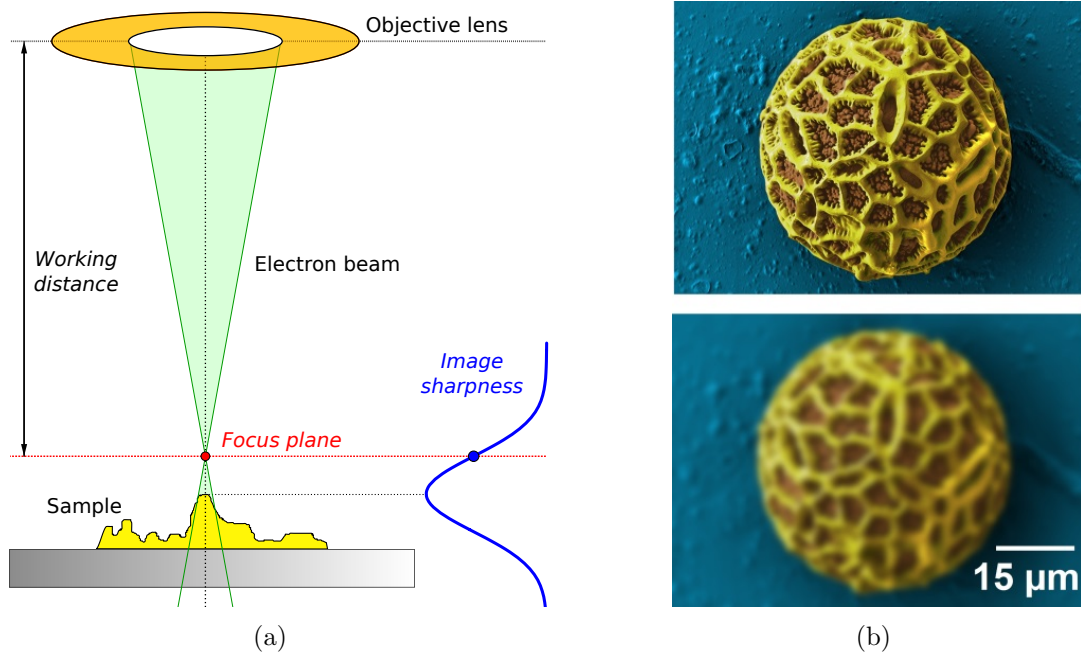 Objective lens
Working
distance
Electron beam
Image
sharpness
Focus plane
Sample
15 µm
(a)
(b)